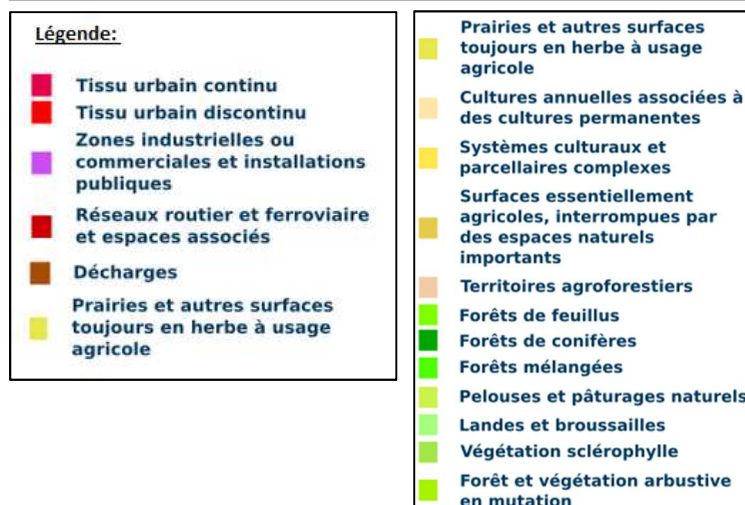 Légende:
Tissu urbain continu
Tissu urbain discontinu
Zones industrielles ou
commerciales et installations
publiques
Réseaux routier et ferroviaire
et espaces associés
Décharges
Prairies et autres surfaces
toujours en herbe à usage
agricole
Prairies et autres surfaces
toujours en herbe à usage
agricole
Cultures annuelles associées à
des cultures permanentes
Systèmes culturaux et
parcellaires complexes
Surfaces essentiellement
agricoles, interrompues par
des espaces naturels
importants
Territoires agroforestiers
Forêts de feuillus
Forêts de conifères
Forêts mélangées
Pelouses et pâturages naturels
Landes et broussailles
Végétation sclérophylle
Forêt et végétation arbustive
en mutation